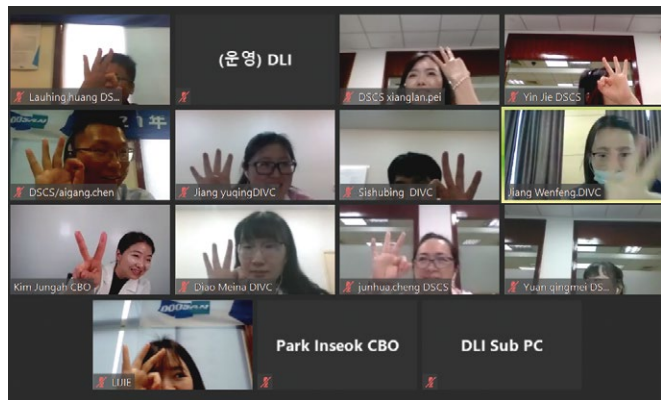 Lauhing.huang DS...
(운영) DLI
DSCS xianglan.pei
Yin Jie DSCS
DSCS/aigang.chen
Jiang yuqingDIVC
Sishubing DIVC
Jiang Wenfeng.DIVC
Kim Jungah CBO
Diao Meina DIVC
junhua.cheng DSCS
Yuan qingmei DS...
LIJIE
Park Inseok CBO
DLI Sub PC